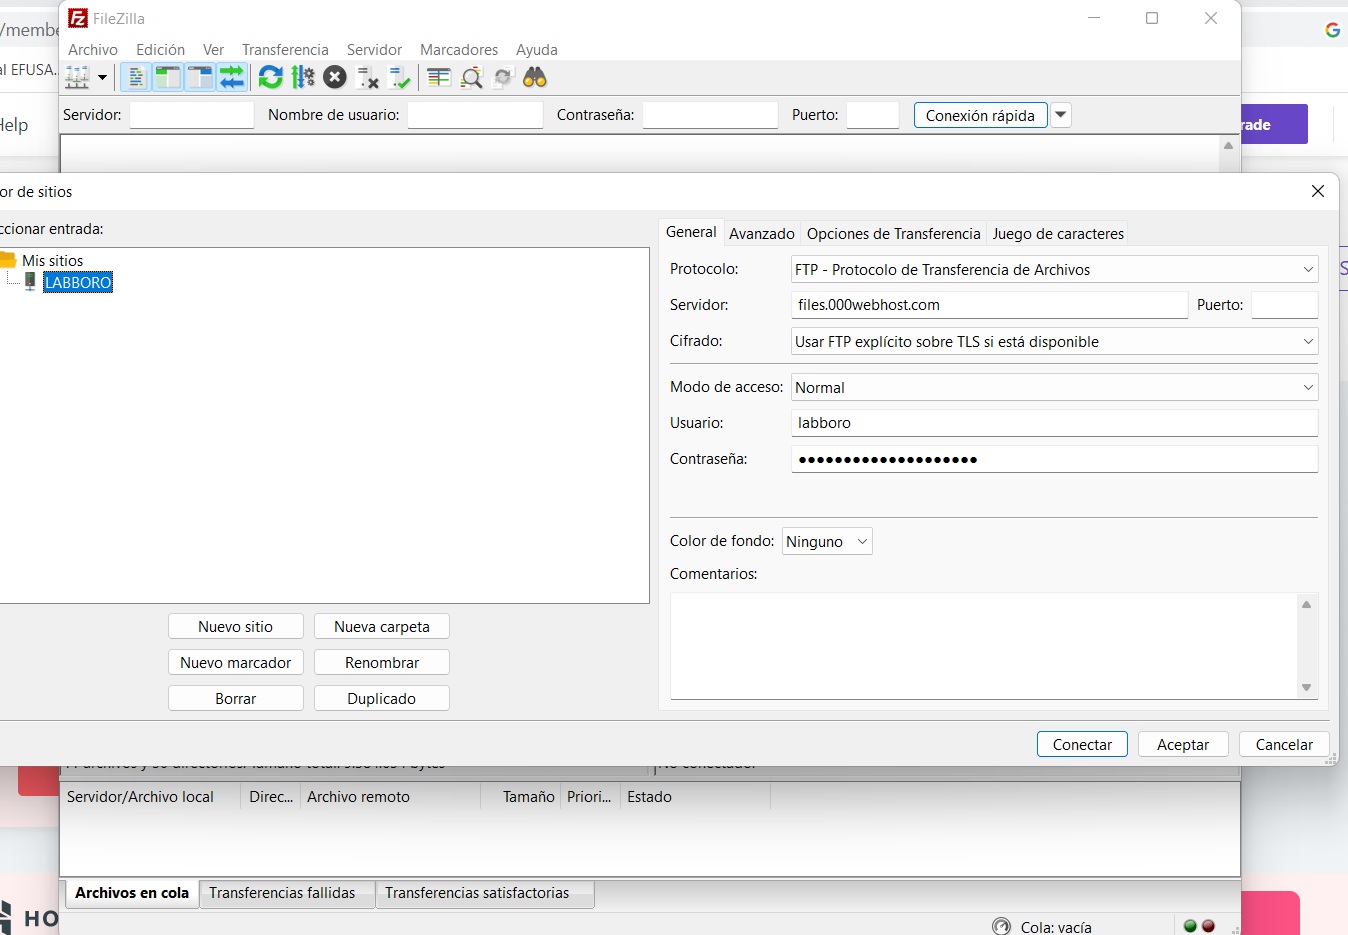 FileZilla
/membe
Archivo Edición Ver Transferencia Servidor Marcadores Ayuda
al EFUSA...
Servidor: Nombre de usuario: Contraseña: Puerto: Conexión rápida
Help
rade
or de sitios
ccionar entrada:
Mis sitios
LABBORO
General Avanzado Opciones de Transferencia Juego de caracteres
Protocolo: FTP - Protocolo de Transferencia de Archivos
Servidor: files.000webhost.com Puerto:
Cifrado: Usar FTP explícito sobre TLS si está disponible
Modo de acceso: Normal
Usuario: labboro
Contraseña: ••••••••••••••••••••
Color de fondo: Ninguno
Comentarios:
Nuevo sitio Nueva carpeta
Nuevo marcador Renombrar
Borrar Duplicado
Conectar Aceptar Cancelar
Servidor/Archivo local Direc... Archivo remoto Tamaño Priori... Estado
Archivos en cola Transferencias fallidas Transferencias satisfactorias
HO
Cola: vacía